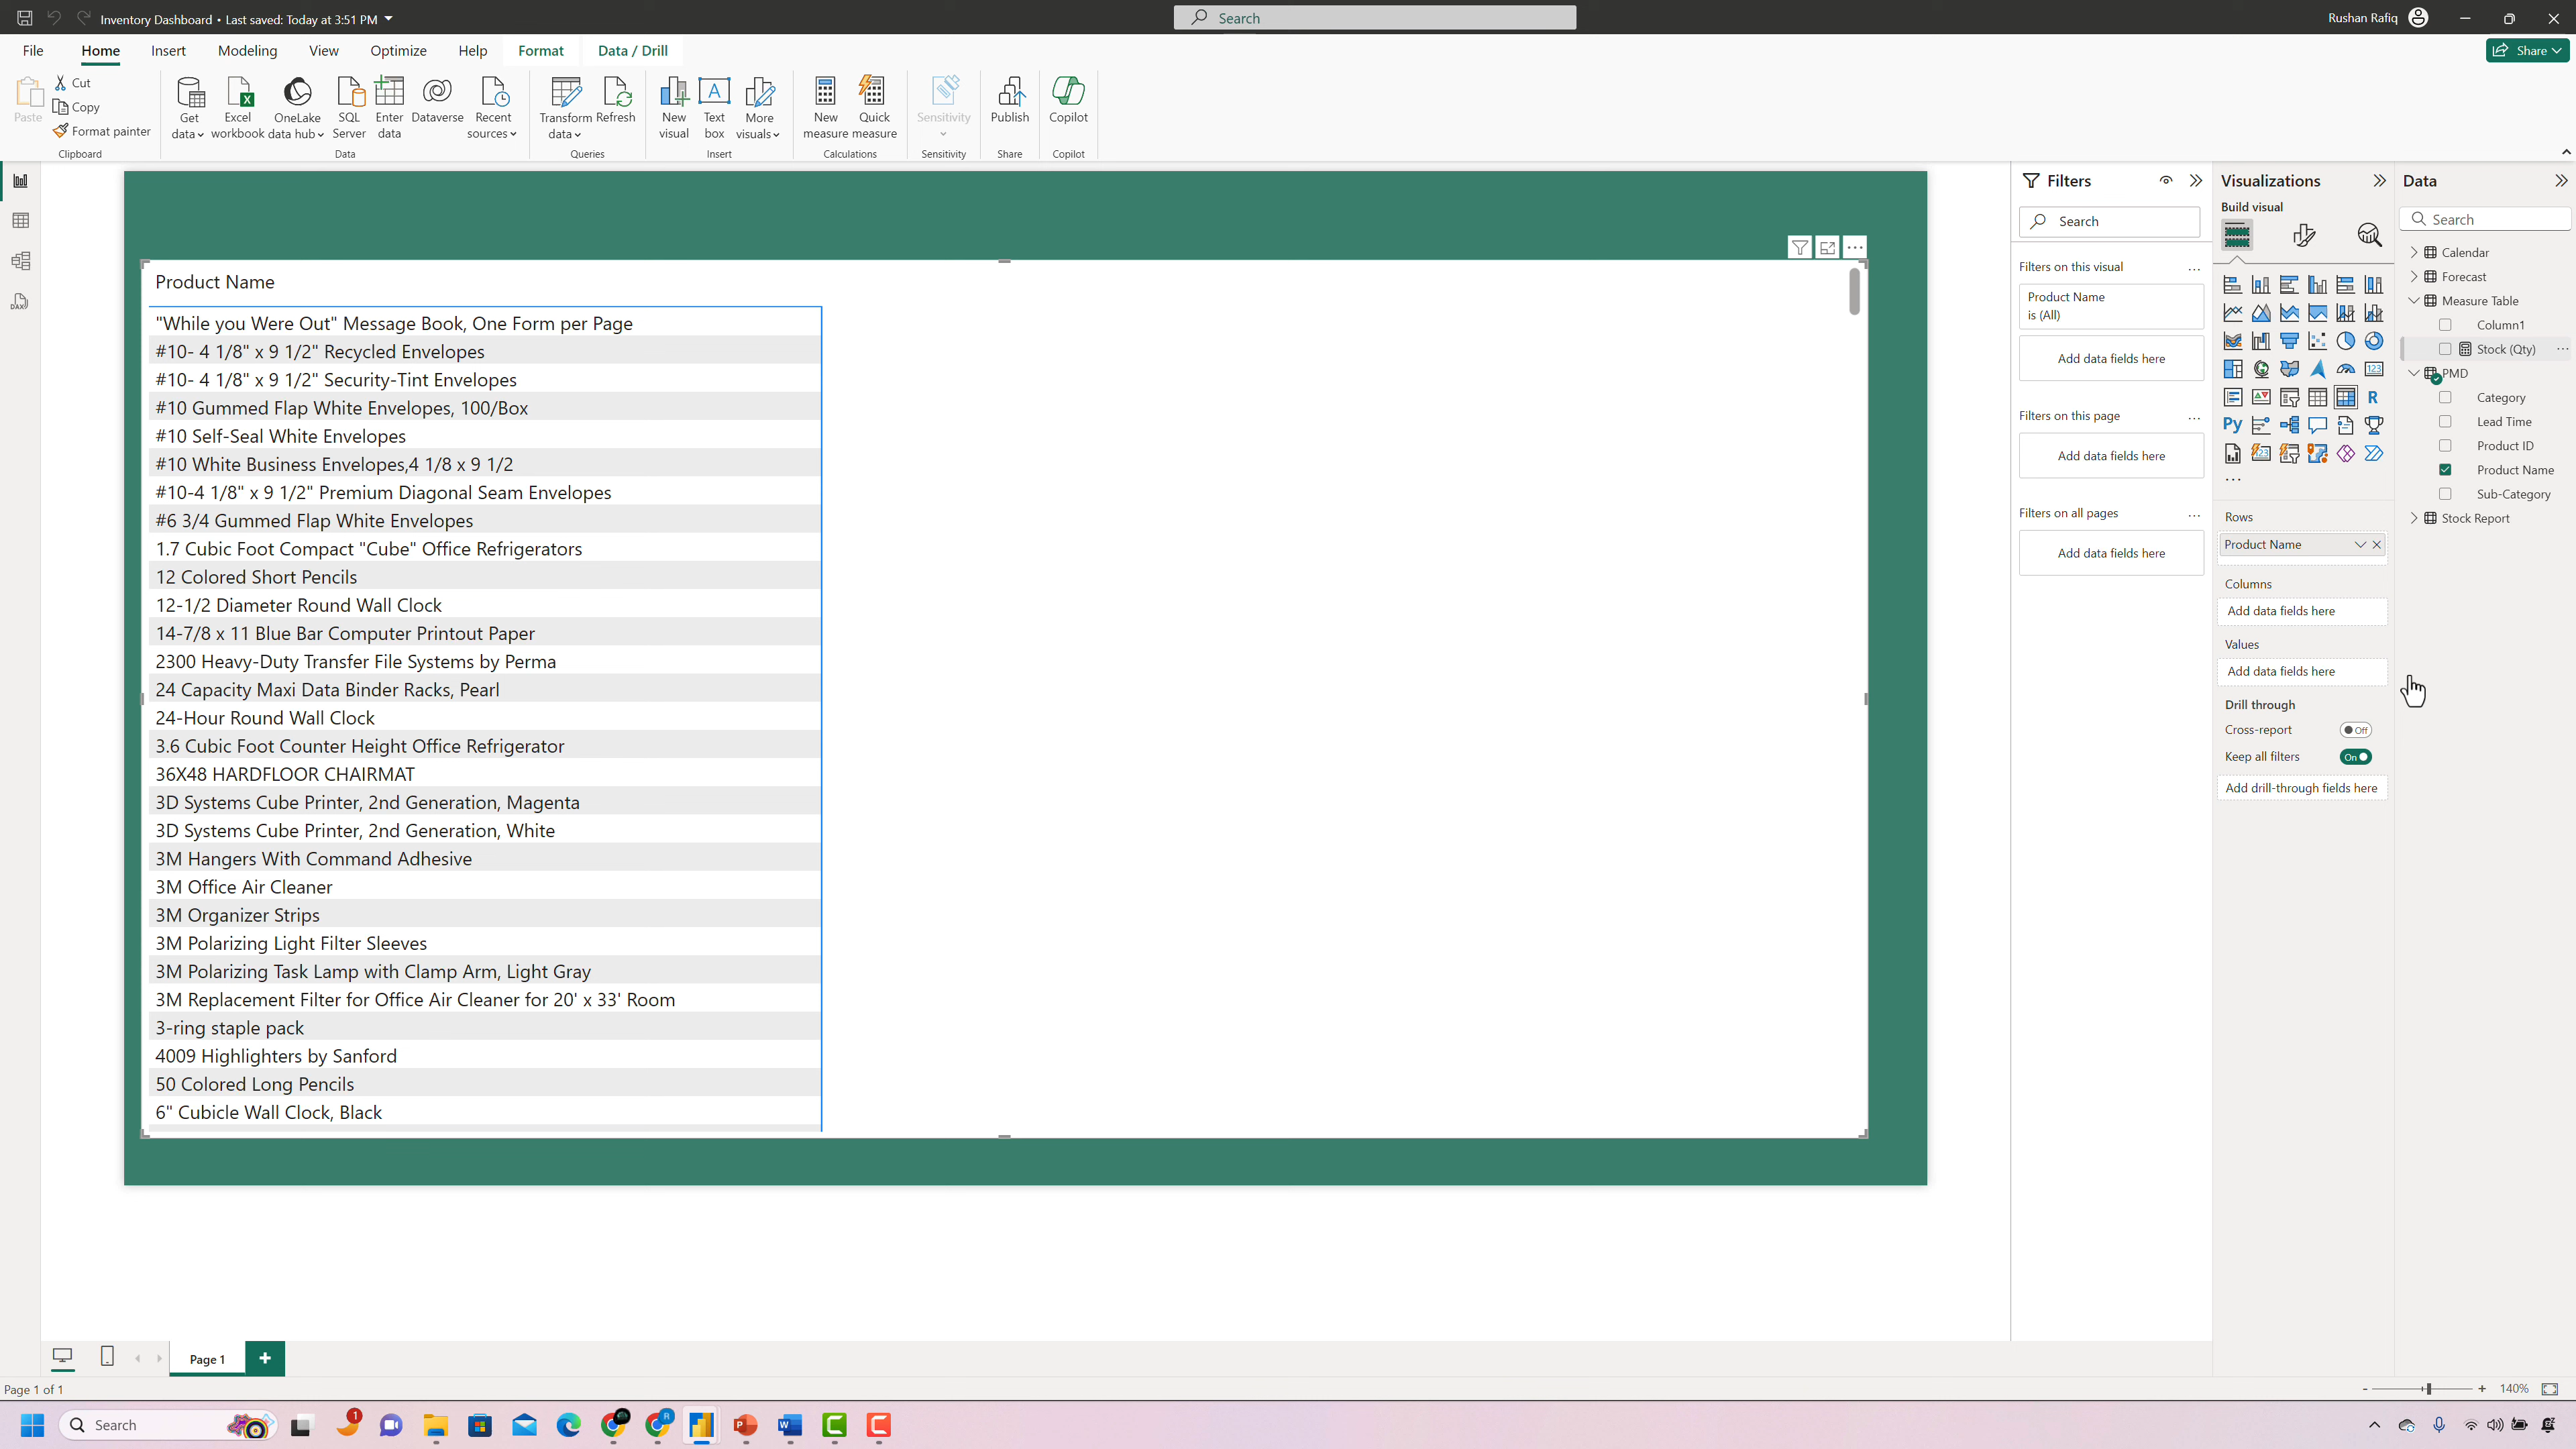 Inventory Dashboard • Last saved: Today at 3:51 PM
Search
Rushan Rafiq
File
Home
Insert
Modeling
View
Optimize
Help
Format
Data / Drill
Share
Paste
Cut
Copy
Format painter
Clipboard
Get data
Excel workbook
OneLake data hub
SQL Server
Enter data
Dataverse
Recent sources
Data
Transform data
Refresh
Queries
New visual
Text box
More visuals
Insert
New measure
Quick measure
Calculations
Sensitivity
Sensitivity
Publish
Share
Copilot
Copilot
Product Name
"While you Were Out" Message Book, One Form per Page
#10- 4 1/8" x 9 1/2" Recycled Envelopes
#10- 4 1/8" x 9 1/2" Security-Tint Envelopes
#10 Gummed Flap White Envelopes, 100/Box
#10 Self-Seal White Envelopes
#10 White Business Envelopes,4 1/8 x 9 1/2
#10-4 1/8" x 9 1/2" Premium Diagonal Seam Envelopes
#6 3/4 Gummed Flap White Envelopes
1.7 Cubic Foot Compact "Cube" Office Refrigerators
12 Colored Short Pencils
12-1/2 Diameter Round Wall Clock
14-7/8 x 11 Blue Bar Computer Printout Paper
2300 Heavy-Duty Transfer File Systems by Perma
24 Capacity Maxi Data Binder Racks, Pearl
24-Hour Round Wall Clock
3.6 Cubic Foot Counter Height Office Refrigerator
36X48 HARDFLOOR CHAIRMAT
3D Systems Cube Printer, 2nd Generation, Magenta
3D Systems Cube Printer, 2nd Generation, White
3M Hangers With Command Adhesive
3M Office Air Cleaner
3M Organizer Strips
3M Polarizing Light Filter Sleeves
3M Polarizing Task Lamp with Clamp Arm, Light Gray
3M Replacement Filter for Office Air Cleaner for 20' x 33' Room
3-ring staple pack
4009 Highlighters by Sanford
50 Colored Long Pencils
6" Cubicle Wall Clock, Black
Filters
Search
Filters on this visual
Product Name
is (All)
Add data fields here
Filters on this page
Add data fields here
Filters on all pages
Add data fields here
Visualizations
Build visual
123
R
Py
123
Rows
Product Name
Columns
Add data fields here
Values
Add data fields here
Drill through
Cross-report
Off
Keep all filters
On
Add drill-through fields here
Data
Search
Calendar
Forecast
Measure Table
Column1
Stock (Qty)
PMD
Category
Lead Time
Product ID
Product Name
Sub-Category
Stock Report
DAX
Page 1
Page 1 of 1
140%
Search
1